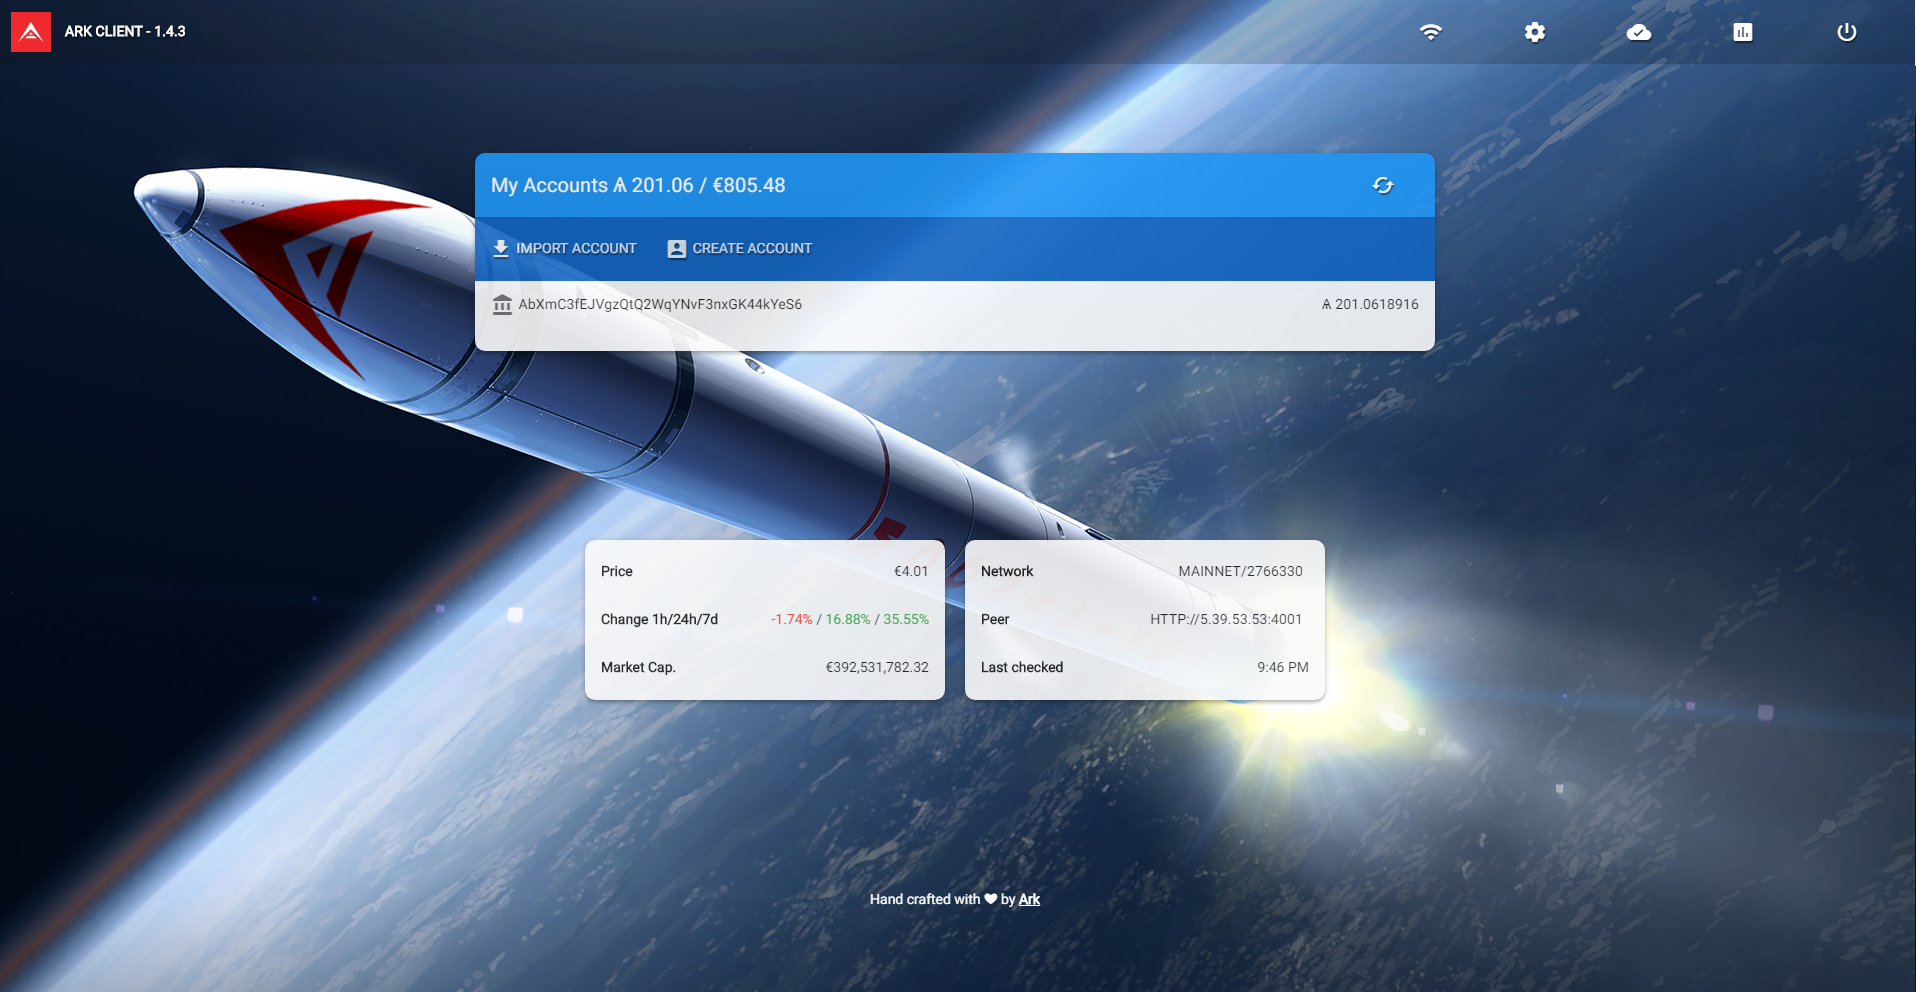 ARK CLIENT - 1.4.3
My Accounts Ѧ 201.06 / €805.48
IMPORT ACCOUNT CREATE ACCOUNT
AbXmC3fEJVgzQtQ2WqYNvF3nxGK44kYeS6 Ѧ 201.0618916
Price €4.01
Change 1h/24h/7d -1.74% / 16.88% / 35.55%
Market Cap. €392,531,782.32
Network MAINNET/2766330
Peer HTTP://5.39.53.53:4001
Last checked 9:46 PM
Hand crafted with ♥ by Ark